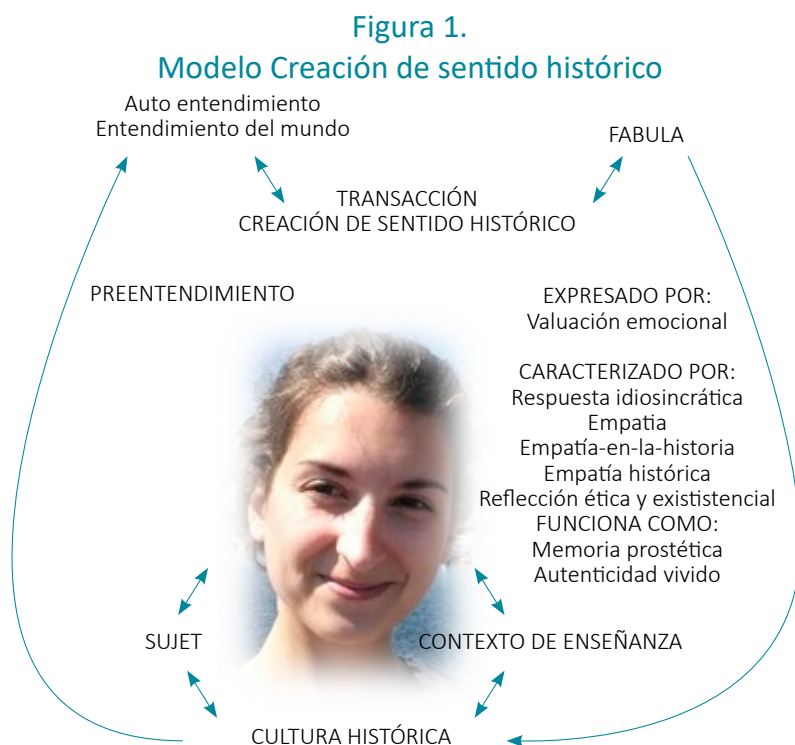 Figura 1.
Modelo Creación de sentido histórico
Auto entendimiento
Entendimiento del mundo
FABULA
TRANSACCIÓN
CREACIÓN DE SENTIDO HISTÓRICO
PREENTENDIMIENTO
EXPRESADO POR:
Valuación emocional
CARACTERIZADO POR:
Respuesta idiosincrática
Empatia
Empatía-en-la-historia
Empatía histórica
Reflección ética y exististencial
FUNCIONA COMO:
Memoria prostética
Autenticidad vivido
SUJET
CONTEXTO DE ENSEÑANZA
CULTURA HISTÓRICA